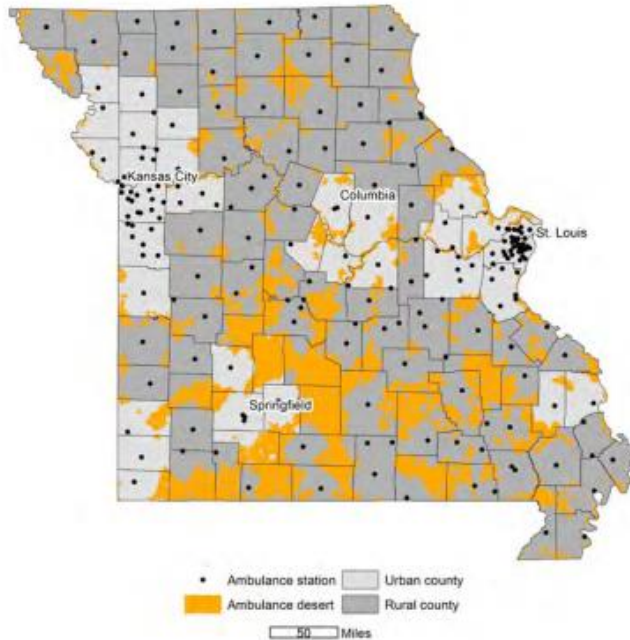 Kansas City
Columbia
St. Louis
Springfield
Ambulance station
Urban county
Ambulance desert
Rural county
50
Miles